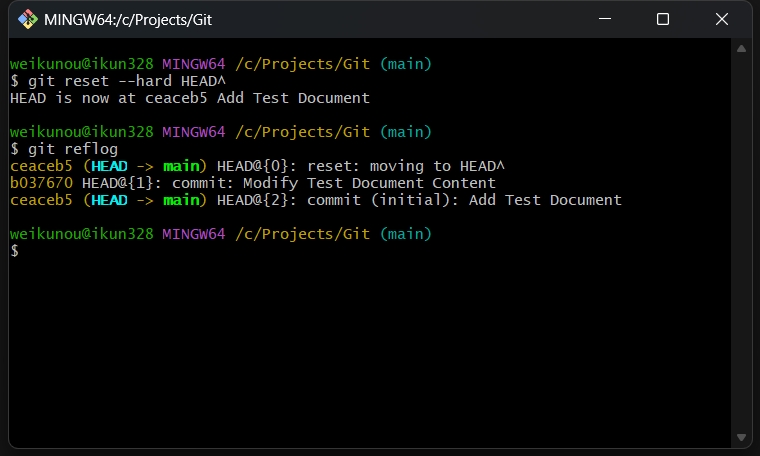 MINGW64:/c/Projects/Git
weikunou@ikun328 MINGW64 /c/Projects/Git (main)
$ git reset --hard HEAD^
HEAD is now at ceaceb5 Add Test Document
weikunou@ikun328 MINGW64 /c/Projects/Git (main)
$ git reflog
ceaceb5 (HEAD -> main) HEAD@{0}: reset: moving to HEAD^
b037670 HEAD@{1}: commit: Modify Test Document Content
ceaceb5 (HEAD -> main) HEAD@{2}: commit (initial): Add Test Document
weikunou@ikun328 MINGW64 /c/Projects/Git (main)
$